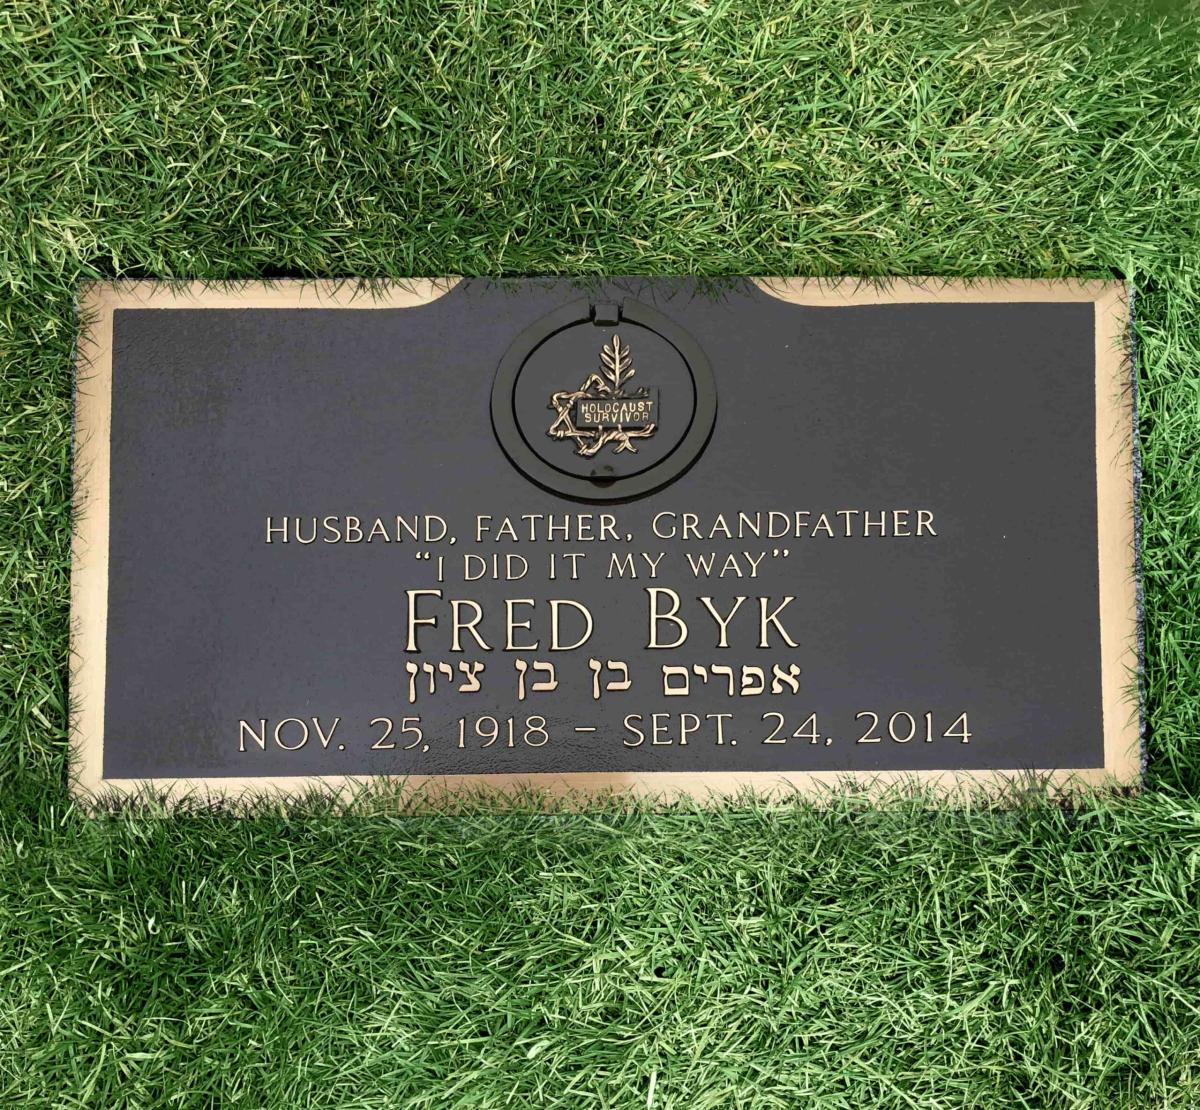 HOLOCAUST
SURVIVOR
HUSBAND, FATHER, GRANDFATHER
“I DID IT MY WAY”
FRED BYK
אפרים בן בן ציון
NOV. 25, 1918 – SEPT. 24, 2014